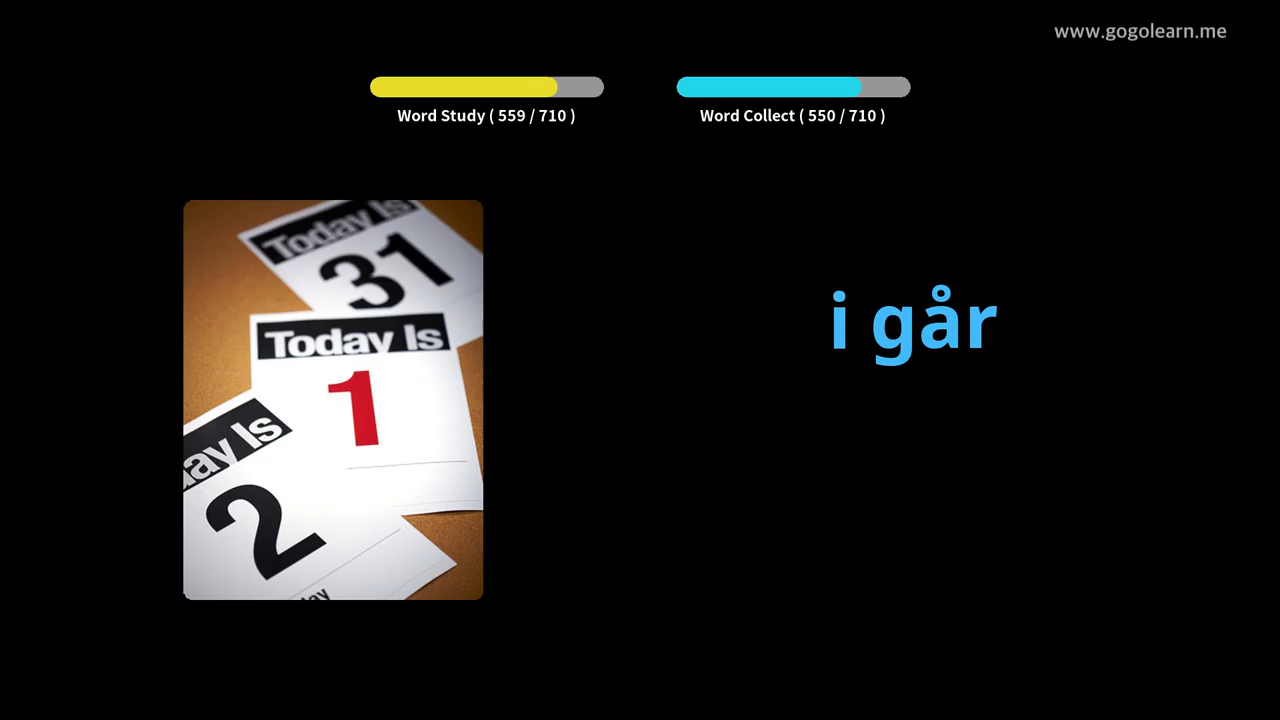 www.gogolearn.me
Word Study ( 559 / 710 )
Word Collect ( 550 / 710 )
Today Is
31
Today Is
1
ay Is
2
i går